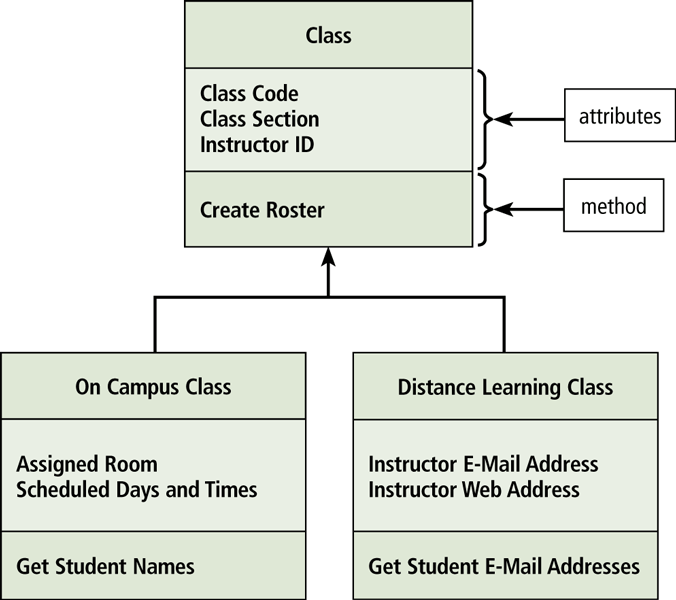 Class
Class Code
Class Section
Instructor ID
attributes
Create Roster
method
On Campus Class
Assigned Room
Scheduled Days and Times
Get Student Names
Distance Learning Class
Instructor E-Mail Address
Instructor Web Address
Get Student E-Mail Addresses